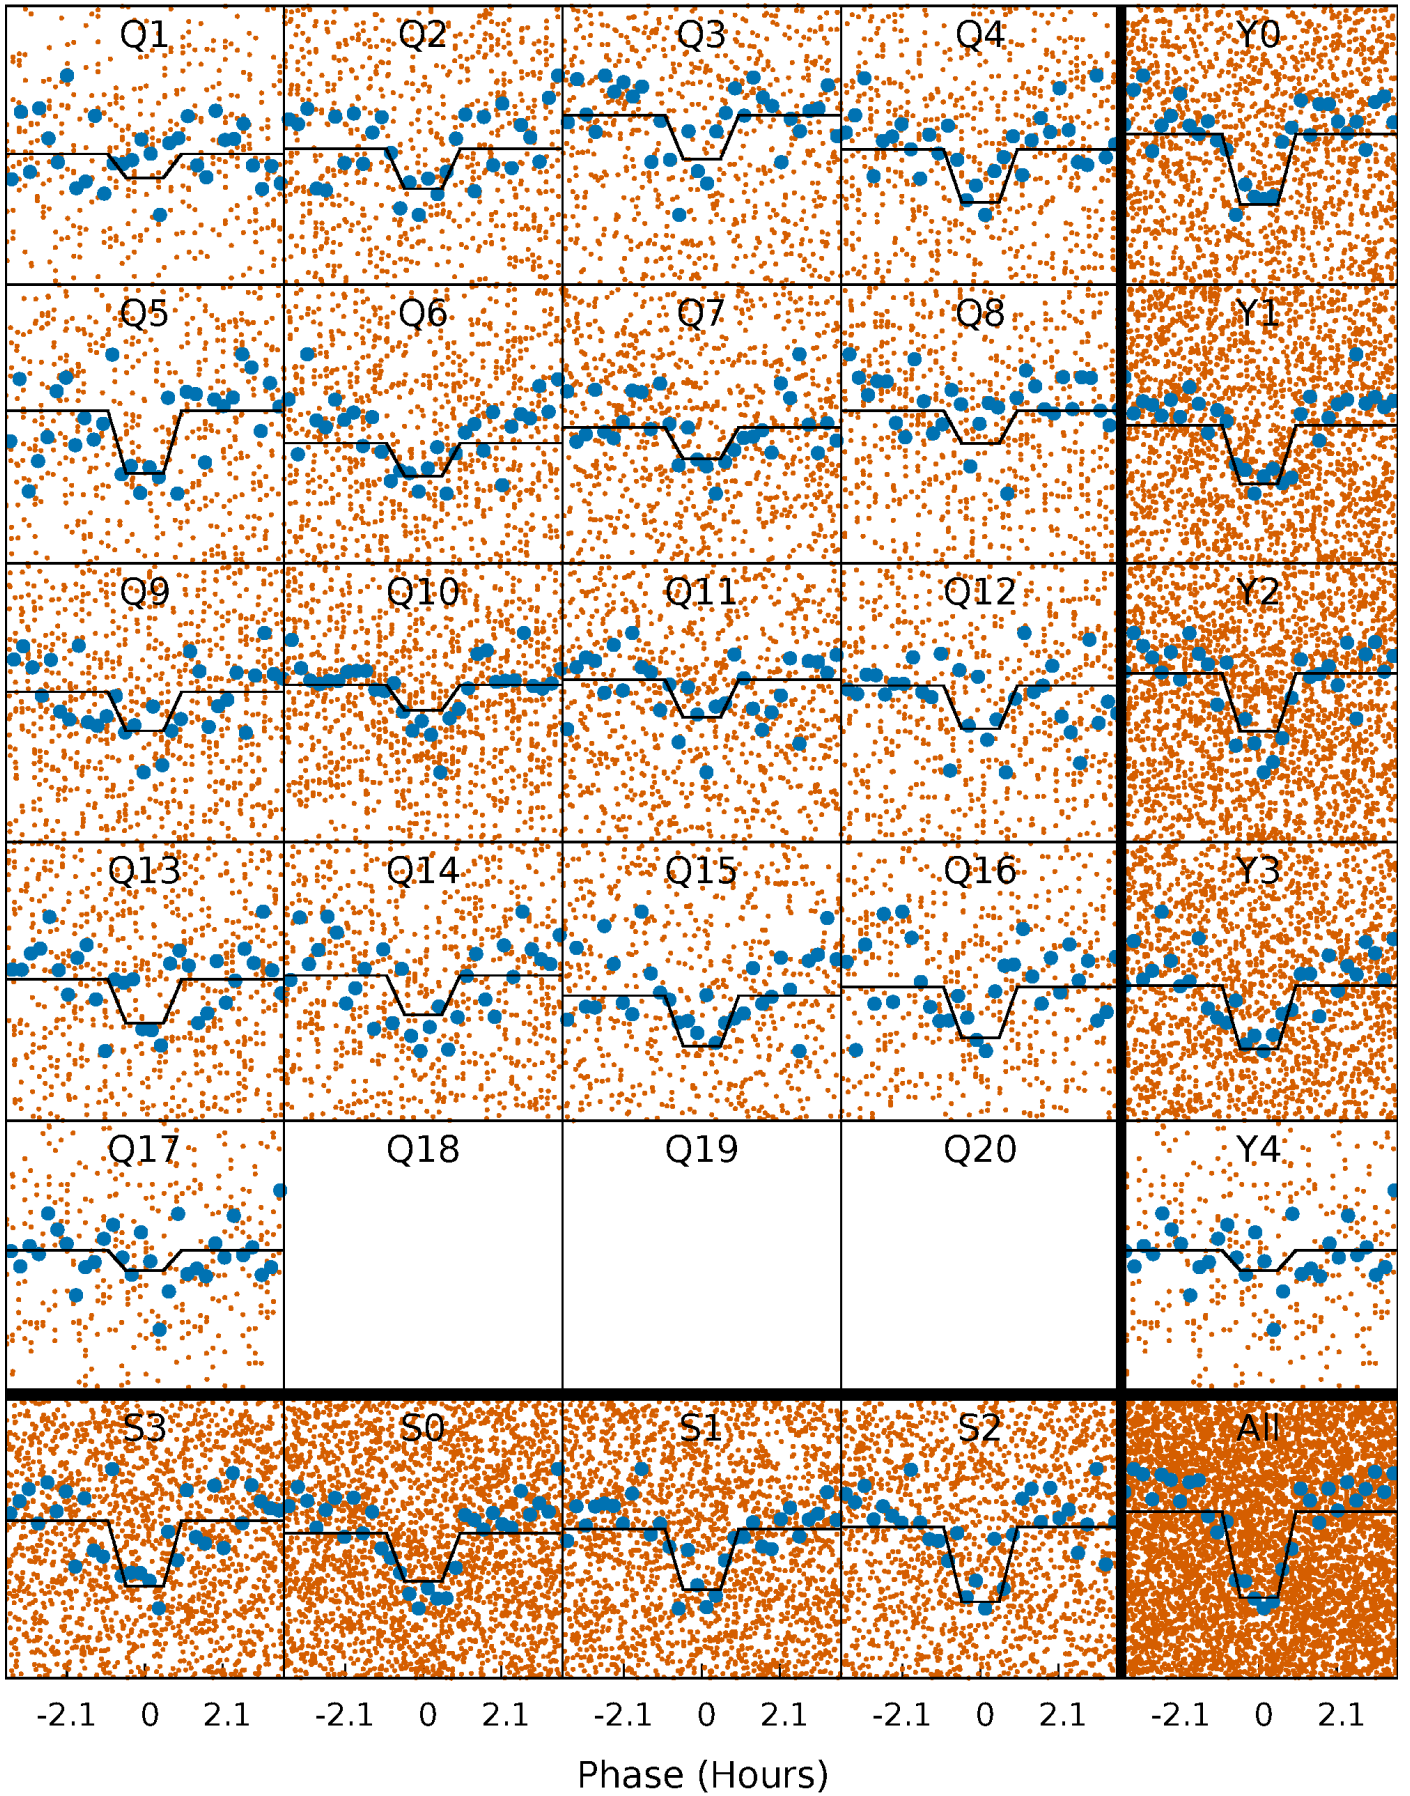 Q1 Q2 Q3 Q4 Y0
Q5 Q6 Q7 Q8 Y1
Q9 Q10 Q11 Q12 Y2
Q13 Q14 Q15 Q16 Y3
Q17 Q18 Q19 Q20 Y4
S3 S0 S1 S2 All
-2.1 0 2.1 -2.1 0 2.1 -2.1 0 2.1 -2.1 0 2.1 -2.1 0 2.1
Phase (Hours)